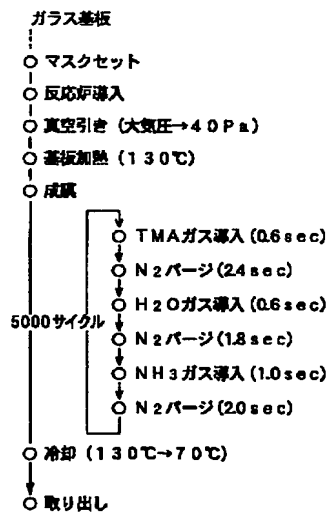 ガラス基板
マスクセット
反応炉導入
真空引き（大気圧→４０Ｐａ）
基板加熱（１３０℃）
成膜
ＴＭＡガス導入（0.6ｓｅｃ）
Ｎ２パージ（2.4ｓｅｃ）
Ｈ２Ｏガス導入（0.6ｓｅｃ）
5000サイクル
Ｎ２パージ（1.8ｓｅｃ）
ＮＨ３ガス導入（1.0ｓｅｃ）
Ｎ２パージ（2.0ｓｅｃ）
冷却（１３０℃→７０℃）
取り出し